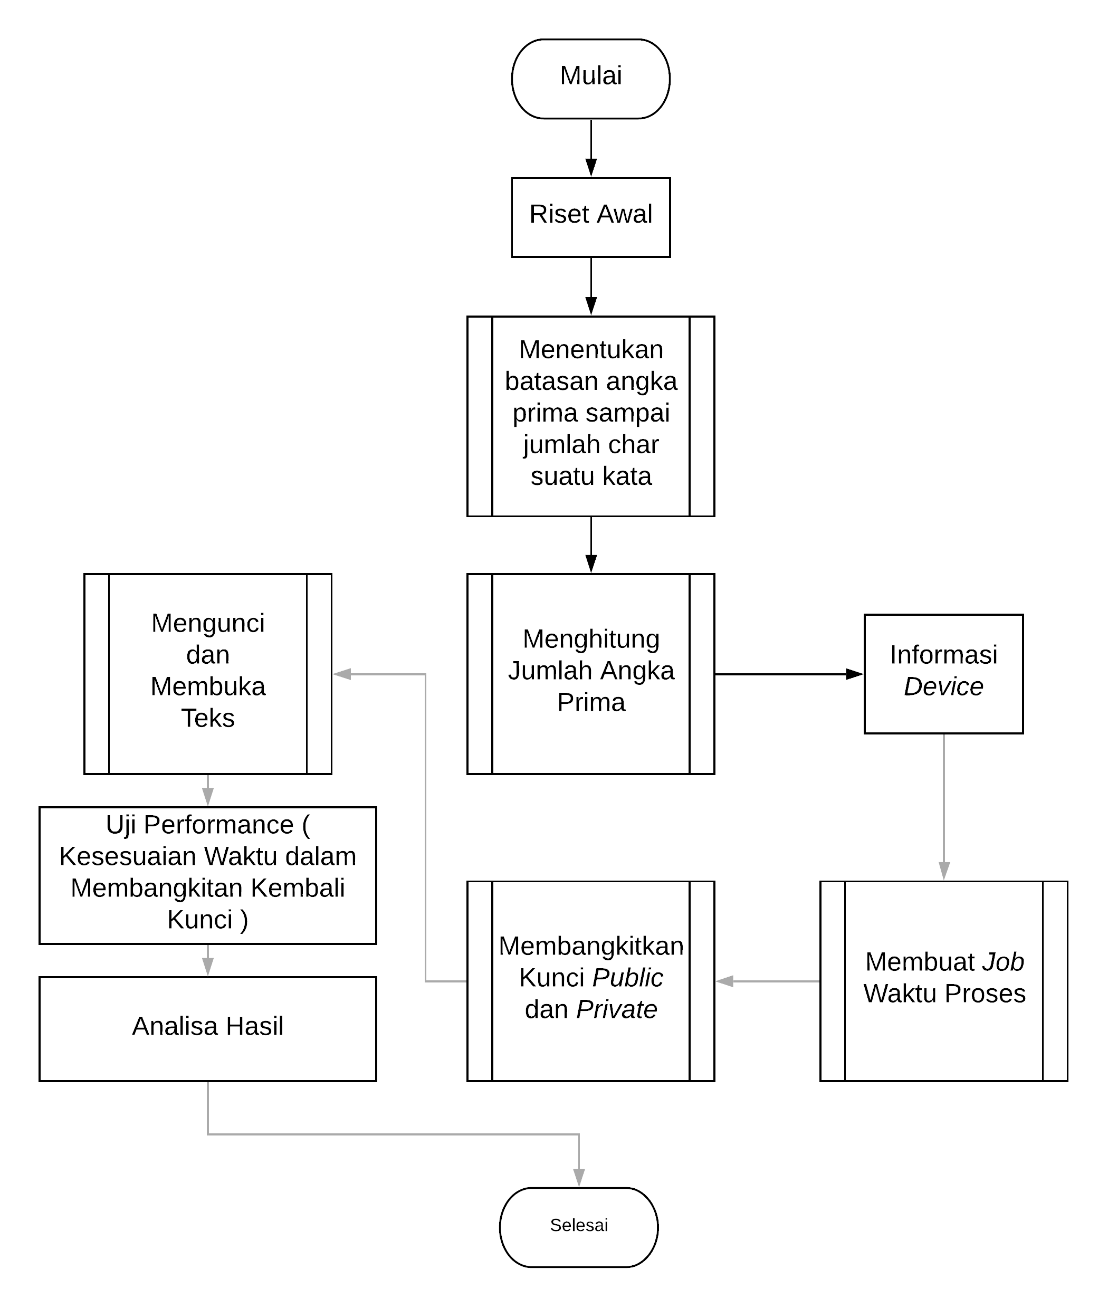 Mulai
Riset Awal
Menentukan
batasan angka
prima sampai
jumlah char
suatu kata
Menghitung
Jumlah Angka
Prima
Informasi
Device
Membuat Job
Waktu Proses
Membangkitkan
Kunci Public
dan Private
Mengunci
dan
Membuka
Teks
Uji Performance (
Kesesuaian Waktu dalam
Membangkitan Kembali
Kunci )
Analisa Hasil
Selesai